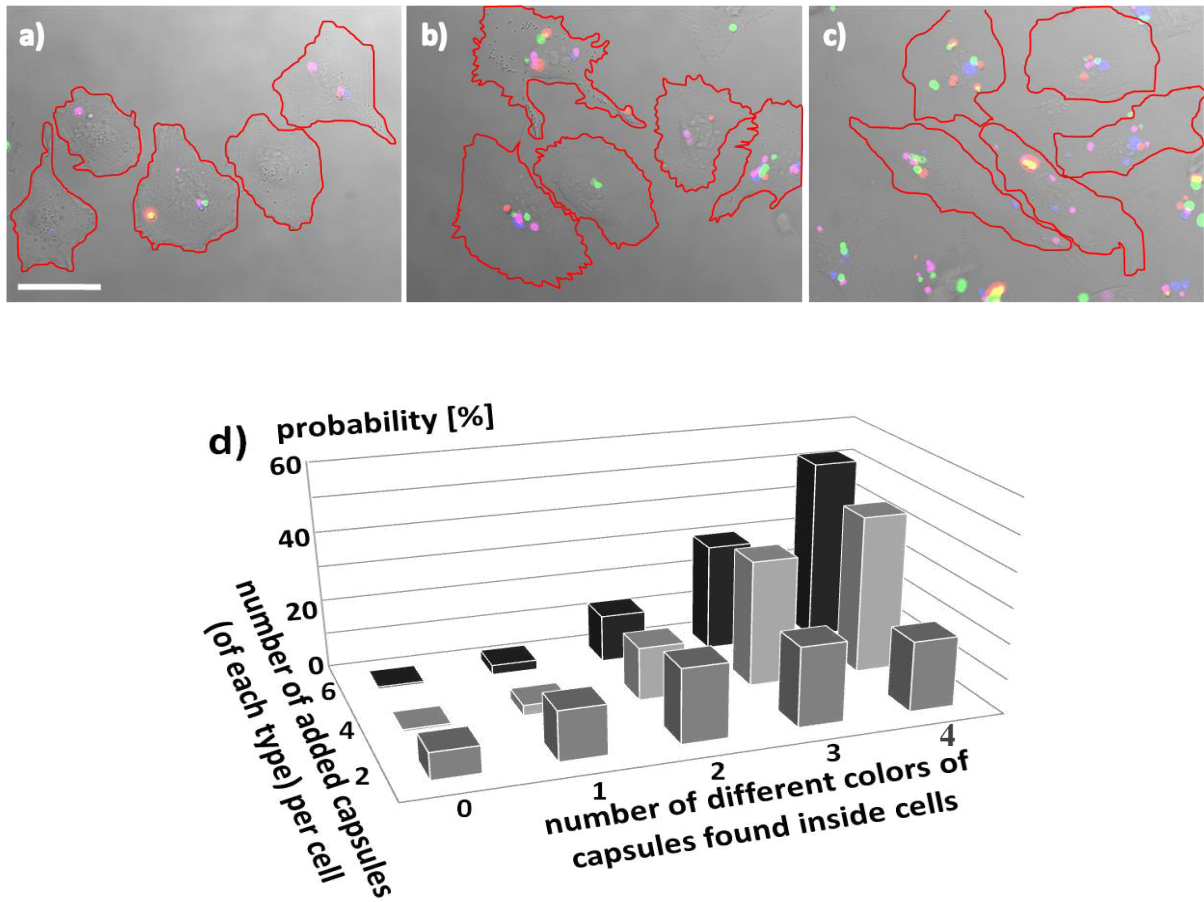 a)
b)
c)
d)
probability [%]
60
40
20
0
6
4
2
number of added capsules
(of each type) per cell
0
1
2
3
4
number of different colors of
capsules found inside cells